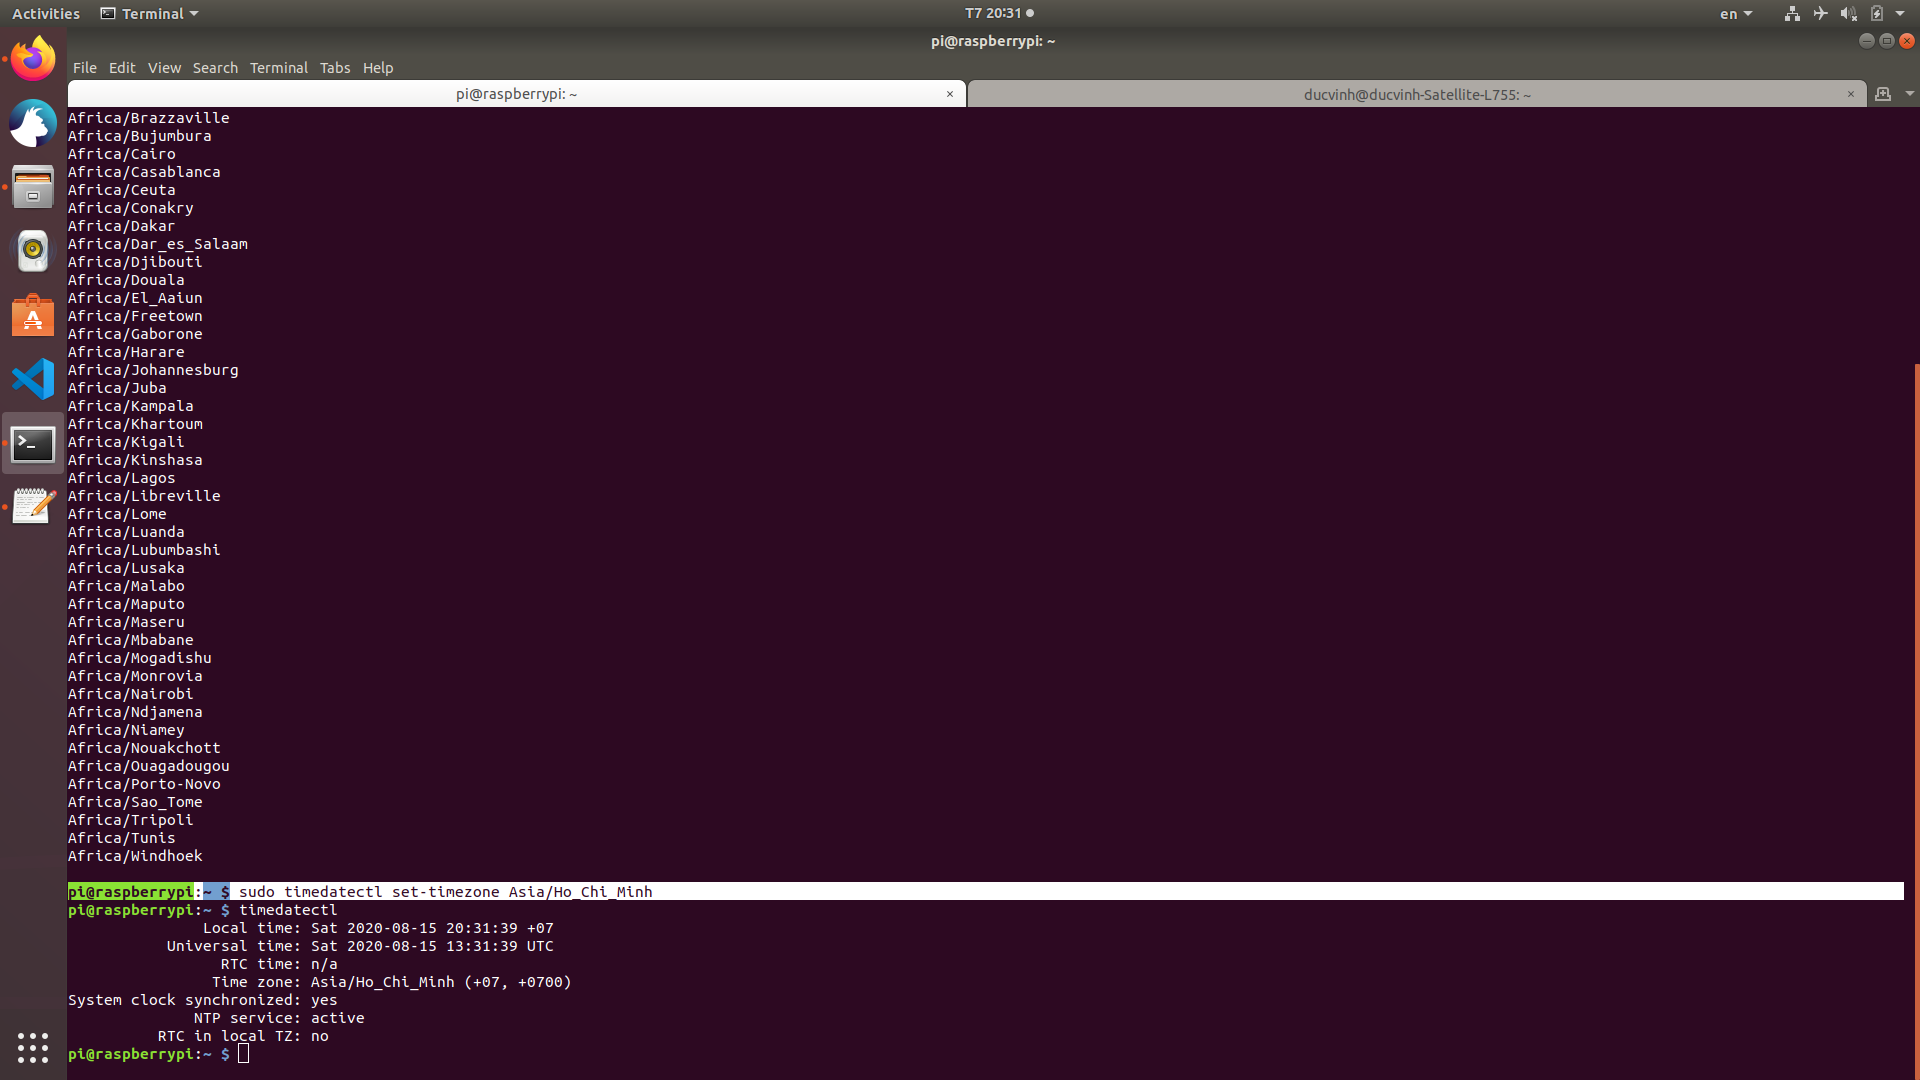 Activities Terminal T7 20:31 en
pi@raspberrypi: ~
File Edit View Search Terminal Tabs Help
pi@raspberrypi: ~ × ducvinh@ducvinh-Satellite-L755: ~ ×
Africa/Brazzaville
Africa/Bujumbura
Africa/Cairo
Africa/Casablanca
Africa/Ceuta
Africa/Conakry
Africa/Dakar
Africa/Dar_es_Salaam
Africa/Djibouti
Africa/Douala
Africa/El_Aaiun
Africa/Freetown
Africa/Gaborone
Africa/Harare
Africa/Johannesburg
Africa/Juba
Africa/Kampala
Africa/Khartoum
Africa/Kigali
Africa/Kinshasa
Africa/Lagos
Africa/Libreville
Africa/Lome
Africa/Luanda
Africa/Lubumbashi
Africa/Lusaka
Africa/Malabo
Africa/Maputo
Africa/Maseru
Africa/Mbabane
Africa/Mogadishu
Africa/Monrovia
Africa/Nairobi
Africa/Ndjamena
Africa/Niamey
Africa/Nouakchott
Africa/Ouagadougou
Africa/Porto-Novo
Africa/Sao_Tome
Africa/Tripoli
Africa/Tunis
Africa/Windhoek
pi@raspberrypi:~ $ sudo timedatectl set-timezone Asia/Ho_Chi_Minh
pi@raspberrypi:~ $ timedatectl
Local time: Sat 2020-08-15 20:31:39 +07
Universal time: Sat 2020-08-15 13:31:39 UTC
RTC time: n/a
Time zone: Asia/Ho_Chi_Minh (+07, +0700)
System clock synchronized: yes
NTP service: active
RTC in local TZ: no
pi@raspberrypi:~ $